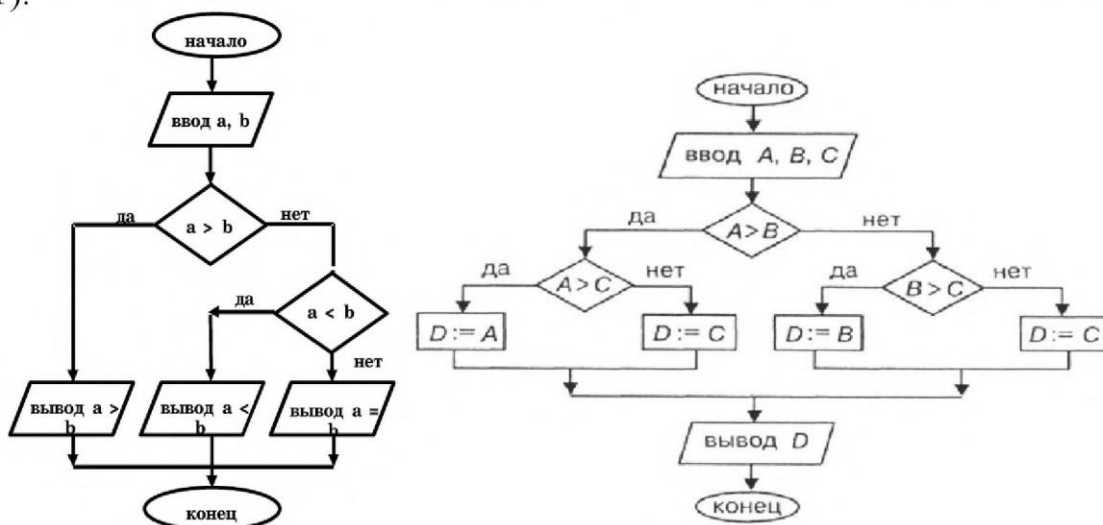 начало
ввод a, b
да
a > b
нет
да
a < b
нет
вывод a >
b
вывод a <
b
вывод a =
b
конец
начало
ввод A, B, C
да
A>B
нет
да
A>C
нет
да
B>C
нет
D:= A
D:= C
D:= B
D:= C
вывод D
конец